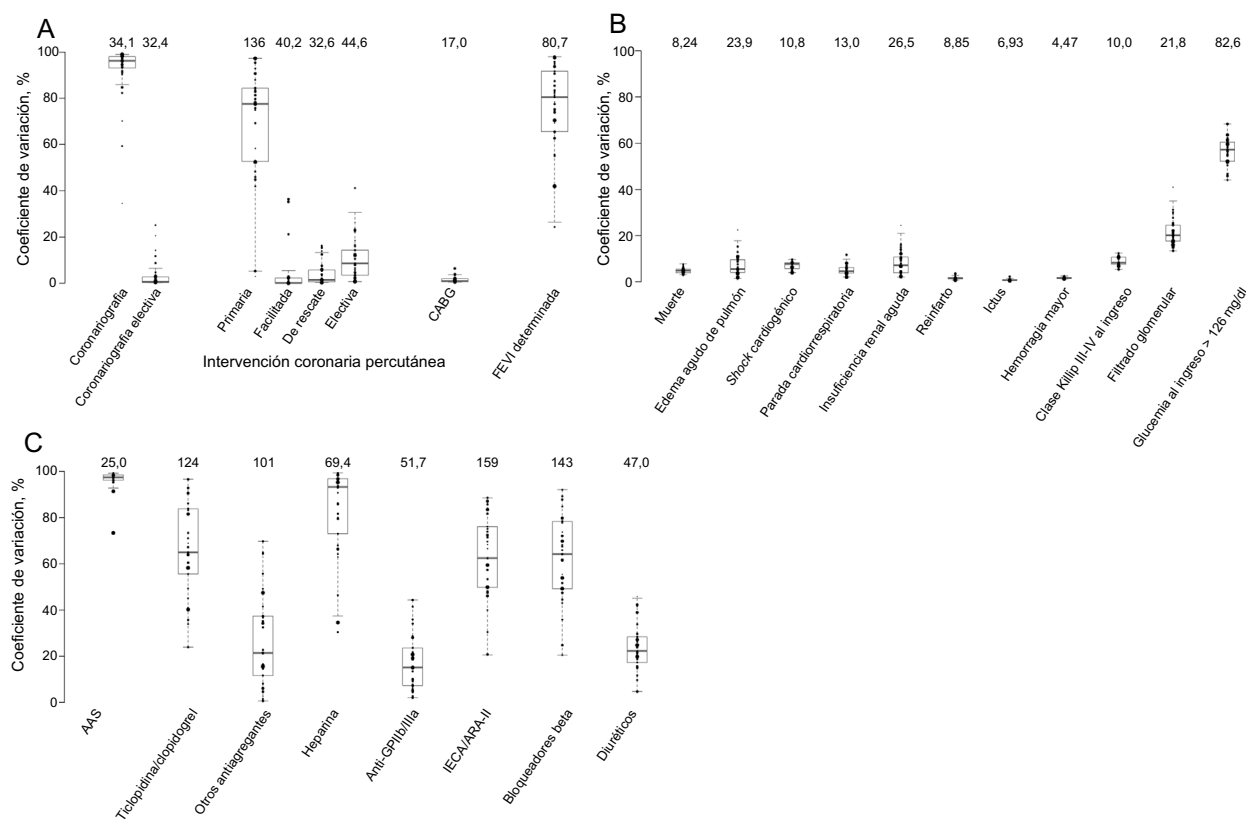 A
34,1 32,4 136 40,2 32,6 44,6 17,0 80,7
Coeficiente de variación, %
100
80
60
40
20
0
Coronariografía
Coronariografía electiva
Primaria
Facilitada
De rescate
Electiva
CABG
FEVI determinada
Intervención coronaria percutánea
B
8,24 23,9 10,8 13,0 26,5 8,85 6,93 4,47 10,0 21,8 82,6
Coeficiente de variación, %
100
80
60
40
20
0
Muerte
Edema agudo de pulmón
Shock cardiogénico
Parada cardiorrespiratoria
Insuficiencia renal aguda
Reinfarto
Ictus
Hemorragia mayor
Clase Killip III-IV al ingreso
Filtrado glomerular
Glucemia al ingreso > 126 mg/dl
C
25,0 124 101 69,4 51,7 159 143 47,0
Coeficiente de variación, %
100
80
60
40
20
0
AAS
Ticlopidina/clopidogrel
Otros antiagregantes
Heparina
Anti-GPIIb/IIIa
IECA/ARA-II
Bloqueadores beta
Diuréticos